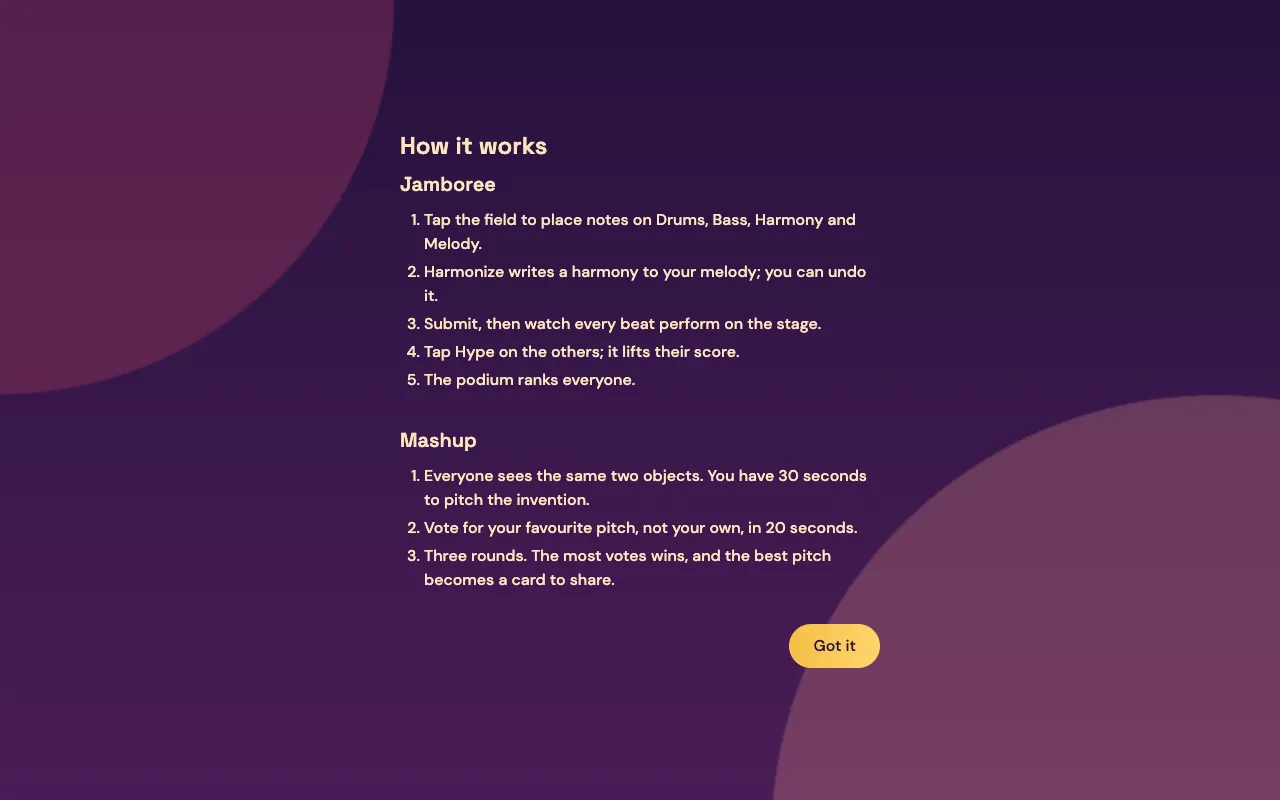 How it works
Jamboree
1. Tap the field to place notes on Drums, Bass, Harmony and
Melody.
2. Harmonize writes a harmony to your melody; you can undo
it.
3. Submit, then watch every beat perform on the stage.
4. Tap Hype on the others; it lifts their score.
5. The podium ranks everyone.
Mashup
1. Everyone sees the same two objects. You have 30 seconds
to pitch the invention.
2. Vote for your favourite pitch, not your own, in 20 seconds.
3. Three rounds. The most votes wins, and the best pitch
becomes a card to share.
Got it